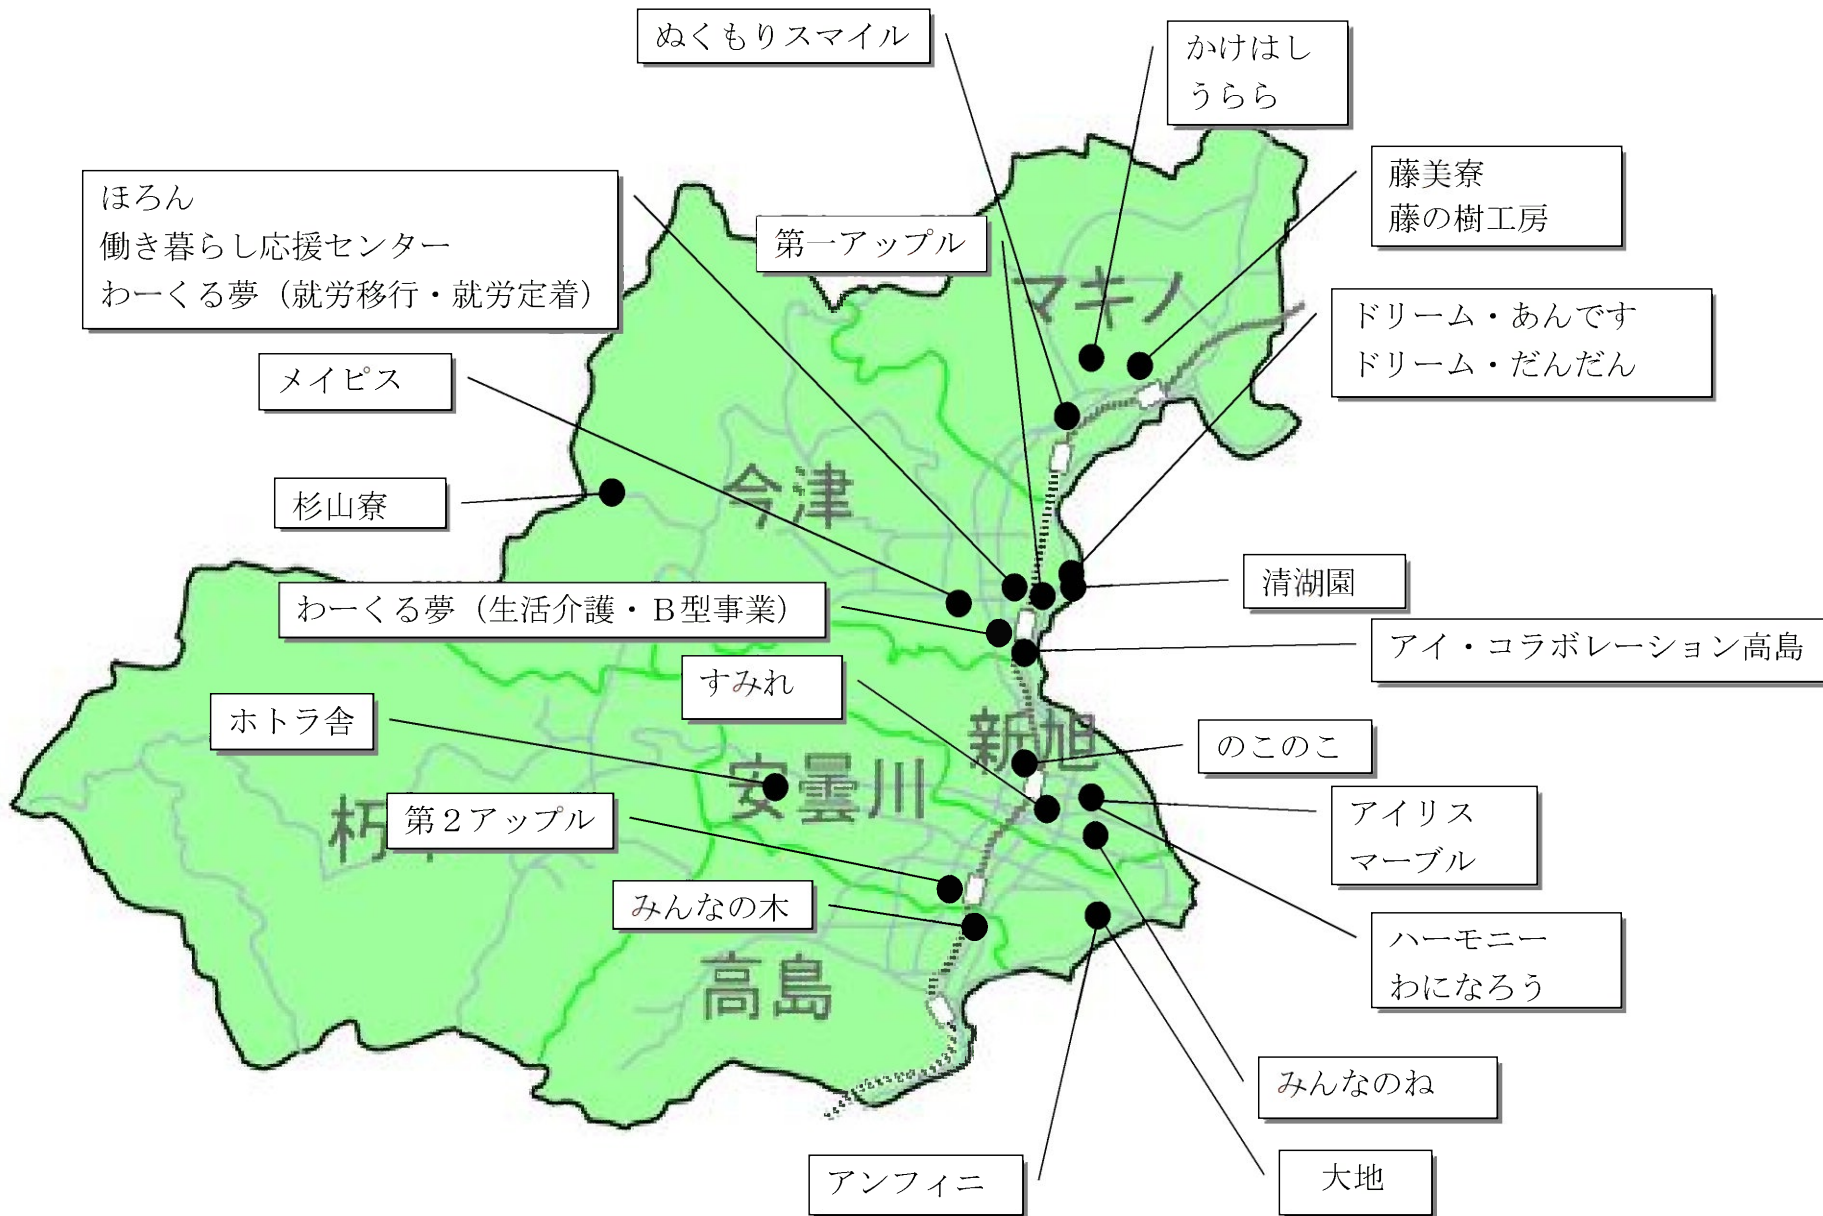 ぬくもりスマイル
かけはし
うらら
藤美寮
藤の樹工房
ほろん
働き暮らし応援センター
わーくる夢（就労移行・就労定着）
第一アップル
マキノ
ドリーム・あんです
ドリーム・だんだん
メイピス
今津
杉山寮
清湖園
わーくる夢（生活介護・Ｂ型事業）
アイ・コラボレーション高島
すみれ
ホトラ舎
新旭
のこのこ
安曇川
朽
第２アップル
アイリス
マーブル
みんなの木
ハーモニー
わになろう
高島
みんなのね
アンフィニ
大地